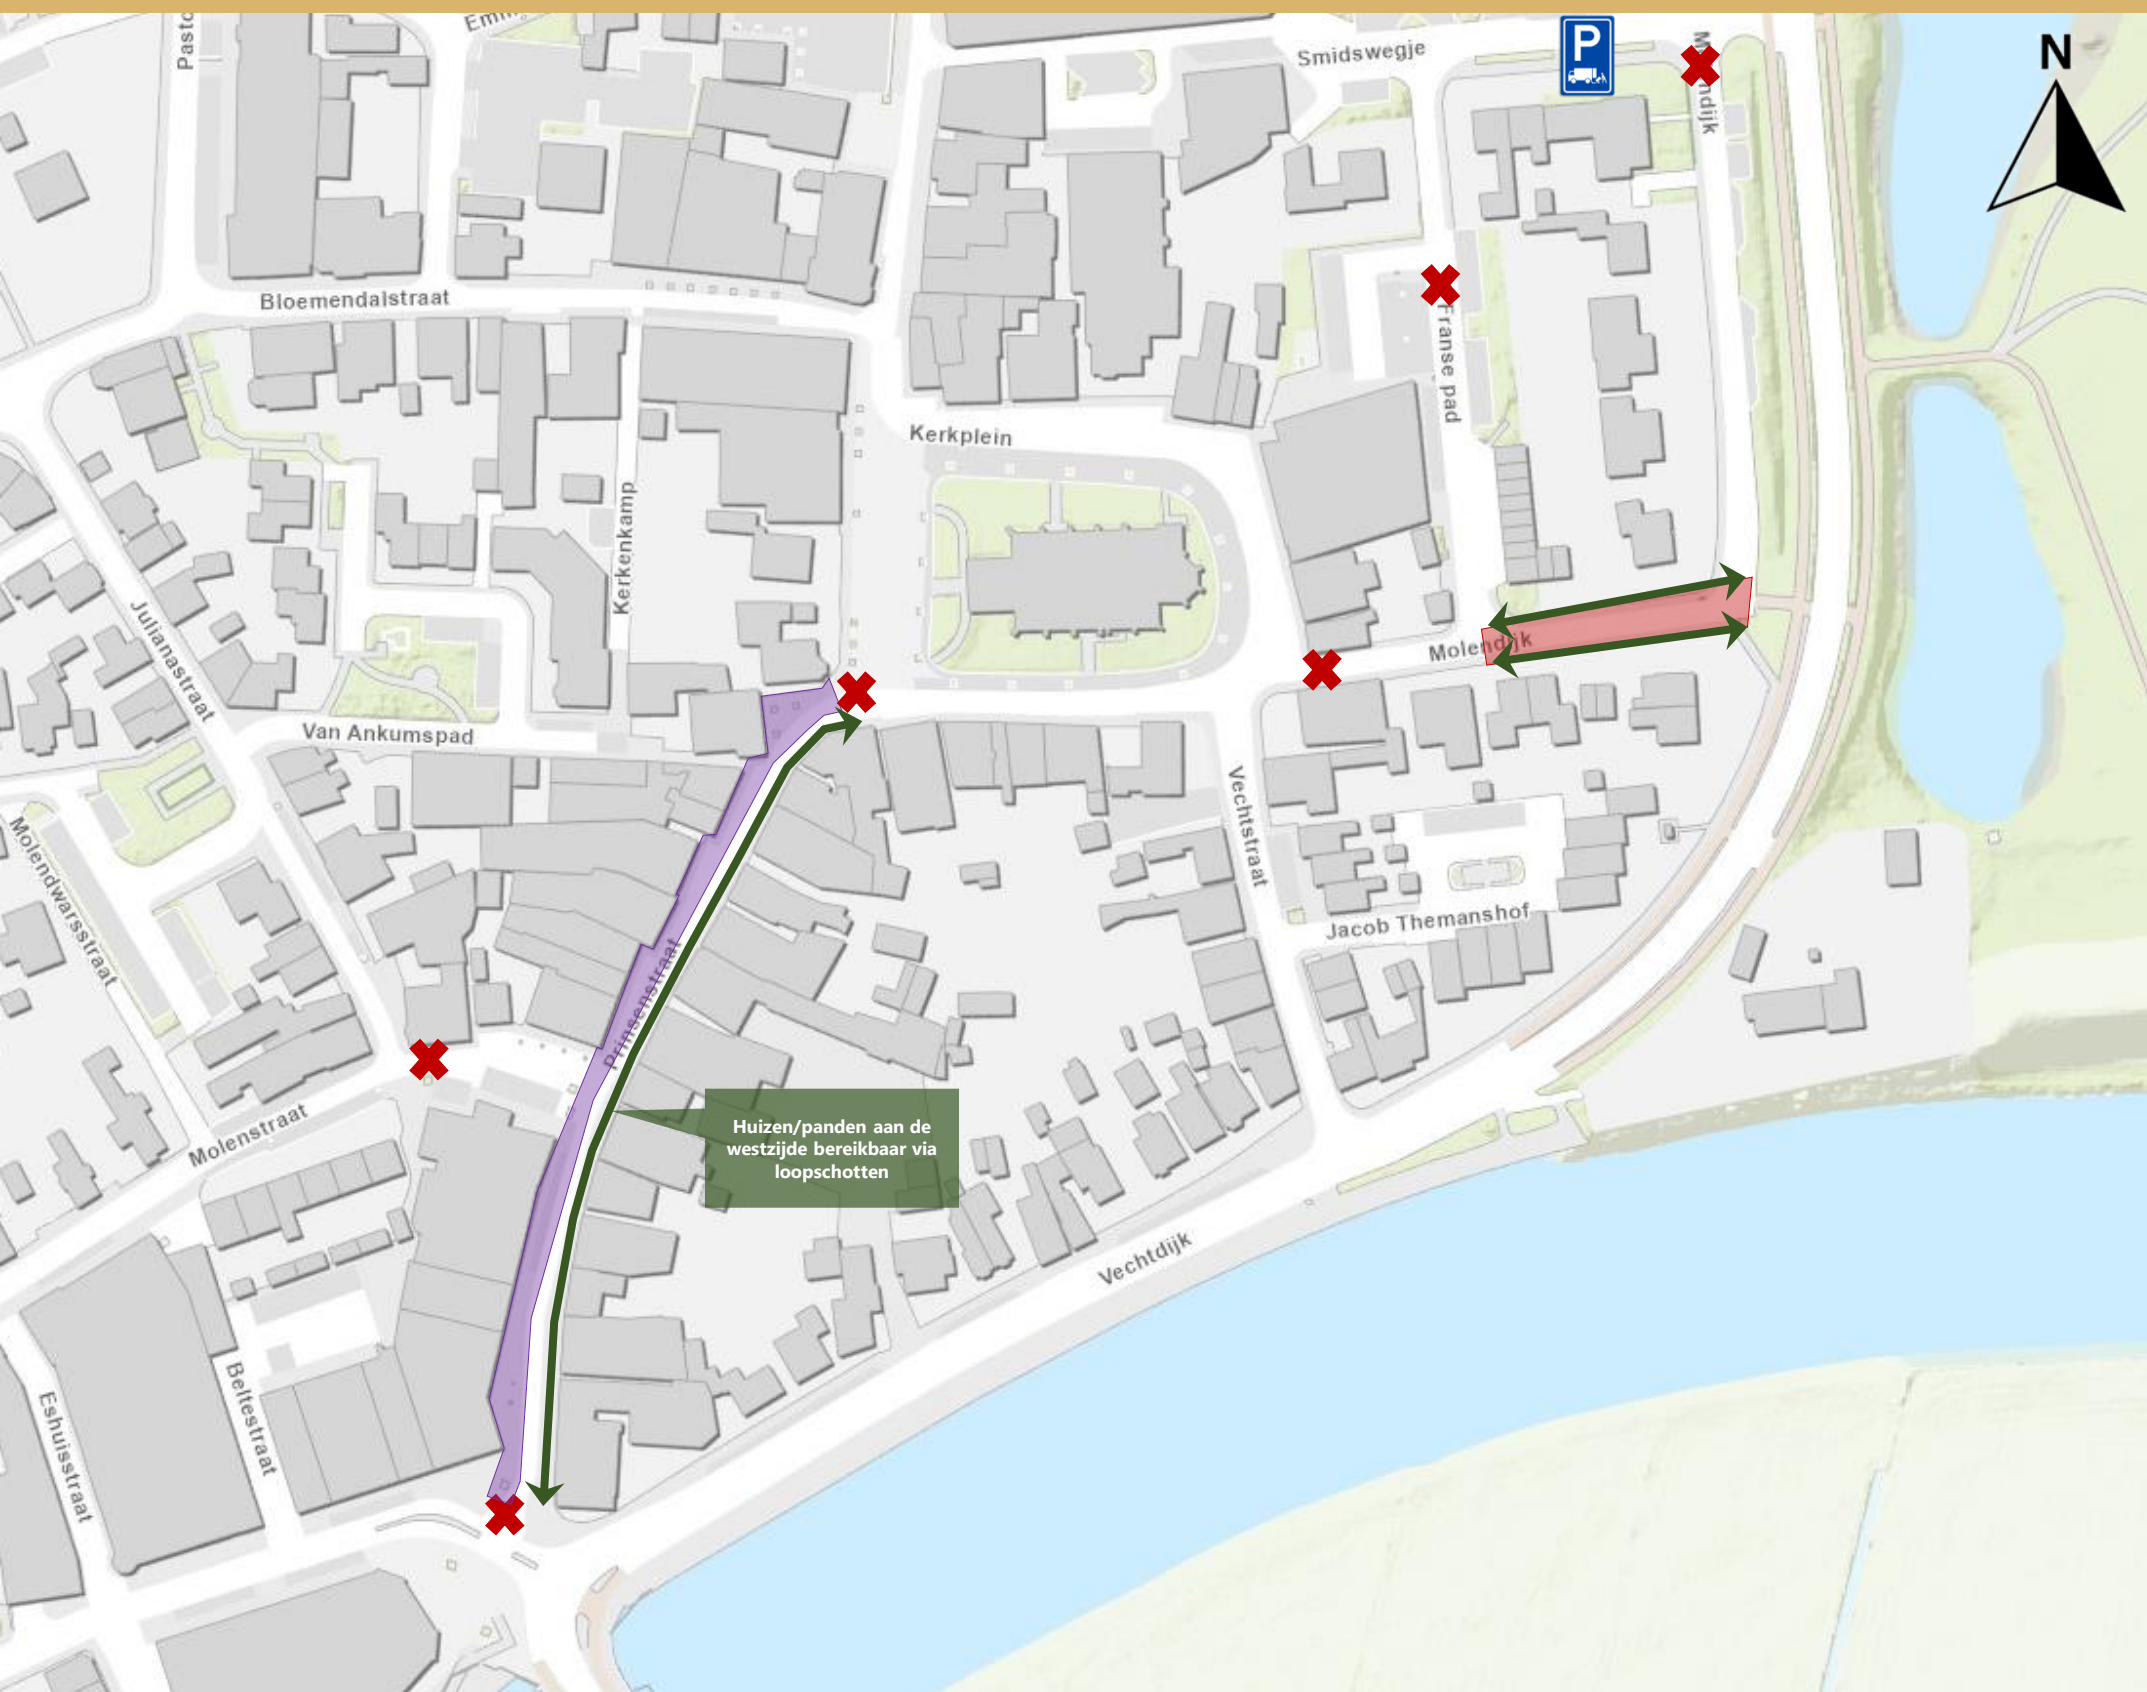 Smidswegje
P
N
Bloemendalstraat
Franse pad
Kerkplein
Kerkenkamp
Julianastraat
Molendijk
Van Ankumspad
Vechtstraat
Molendwarsstraat
Jacob Themanshof
Prinsenstraat
Huizen/panden aan de
westzijde bereikbaar via
loopschotten
Molenstraat
Vechtdijk
Beltestraat
Eshuisstraat